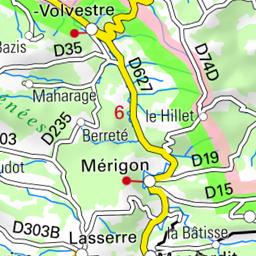 -Volvestre
Bazis
D35
D627
D74D
Maharage
6
le Hillet
énées
D235
Berreté
03
Mérigon
D19
udot
D15
D303B
Lasserre
la Bâtisse